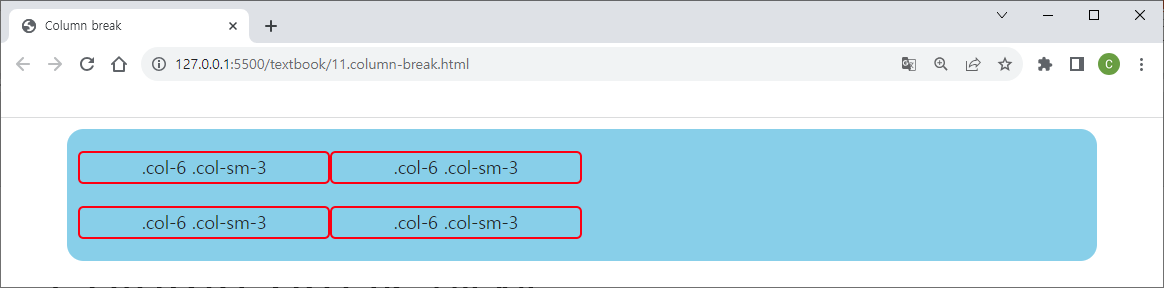 Column break
127.0.0.1:5500/textbook/11.column-break.html
C
.col-6 .col-sm-3 .col-6 .col-sm-3
.col-6 .col-sm-3 .col-6 .col-sm-3